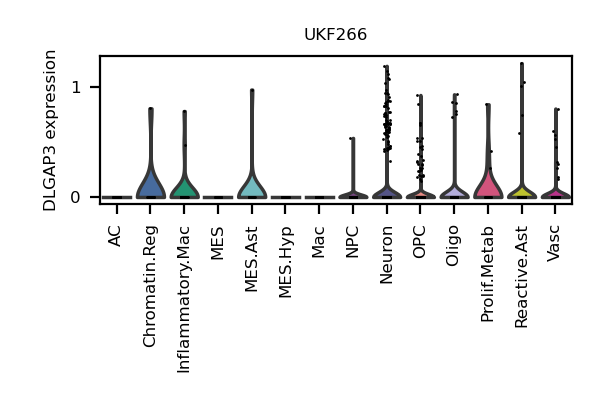 UKF266
DLGAP3 expression
1
0
AC
Chromatin.Reg
Inflammatory.Mac
MES
MES.Ast
MES.Hyp
Mac
NPC
Neuron
OPC
Oligo
Prolif.Metab
Reactive.Ast
Vasc